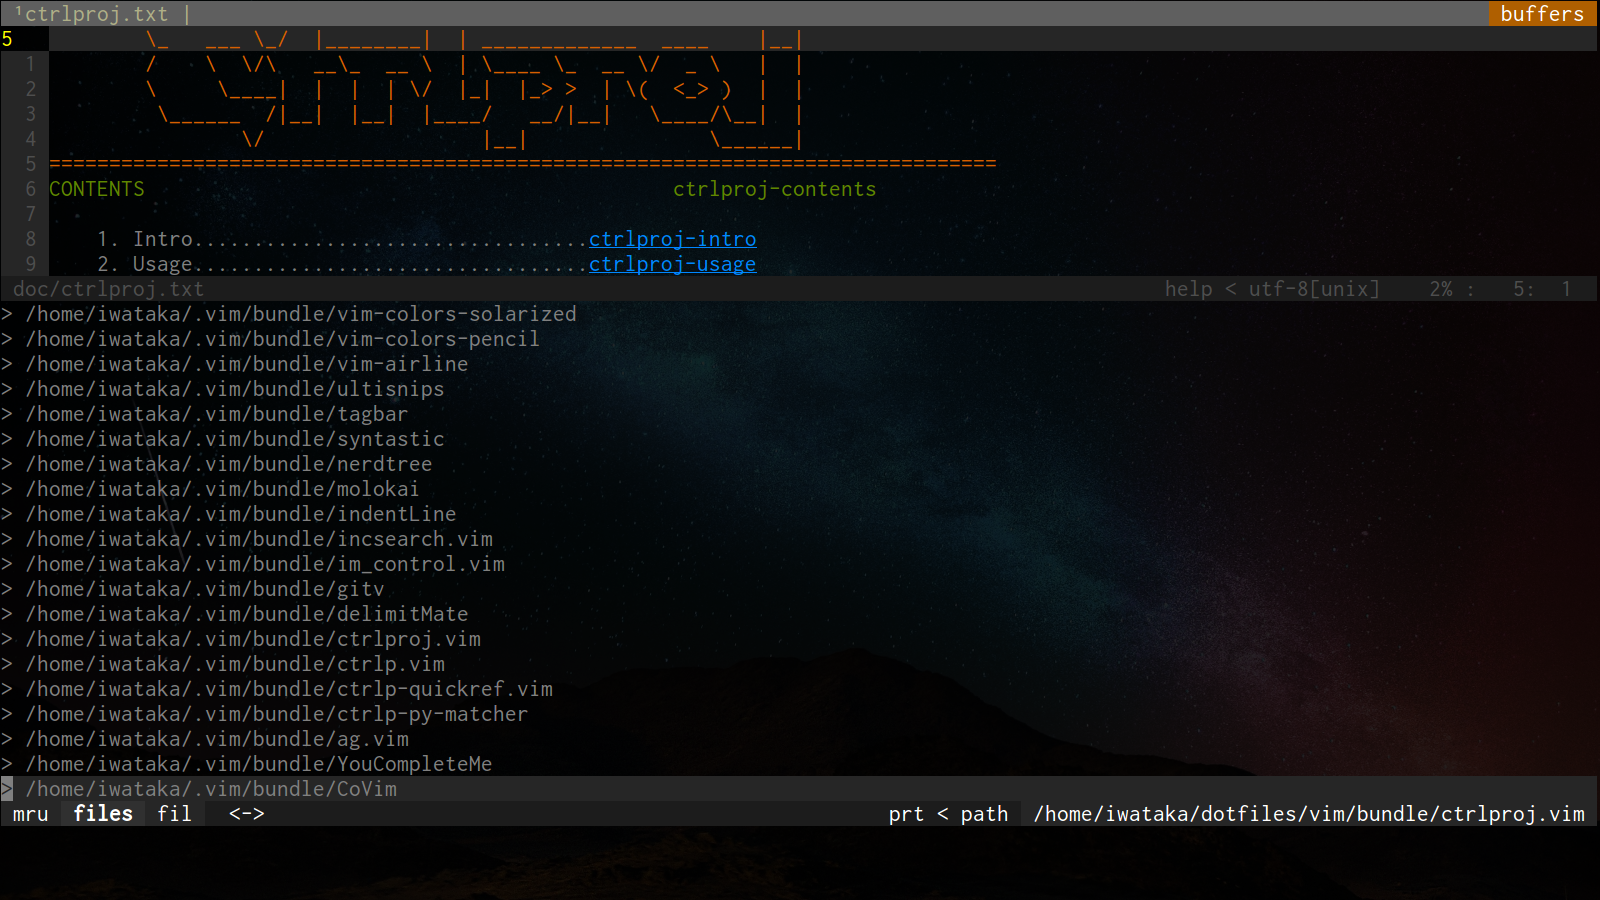 ¹ctrlproj.txt | buffers
5        \_   ___ \_/  |________|  | _____________  ____    |__|
1        /    \  \/\   __\_  __ \  | \____ \_  __ \/  _ \   |  |
2        \     \____|  |  |  | \/  |_|  |_> >  | \(  <_> )  |  |
3         \______  /|__|  |__|   |____/   __/|__|   \____/\__|  |
4                \/                  |__|               \______|
5 ===============================================================================
6 CONTENTS                                            ctrlproj-contents
7
8     1. Intro.................................ctrlproj-intro
9     2. Usage.................................ctrlproj-usage
doc/ctrlproj.txt help < utf-8[unix] 2% : 5: 1
> /home/iwataka/.vim/bundle/vim-colors-solarized
> /home/iwataka/.vim/bundle/vim-colors-pencil
> /home/iwataka/.vim/bundle/vim-airline
> /home/iwataka/.vim/bundle/ultisnips
> /home/iwataka/.vim/bundle/tagbar
> /home/iwataka/.vim/bundle/syntastic
> /home/iwataka/.vim/bundle/nerdtree
> /home/iwataka/.vim/bundle/molokai
> /home/iwataka/.vim/bundle/indentLine
> /home/iwataka/.vim/bundle/incsearch.vim
> /home/iwataka/.vim/bundle/im_control.vim
> /home/iwataka/.vim/bundle/gitv
> /home/iwataka/.vim/bundle/delimitMate
> /home/iwataka/.vim/bundle/ctrlproj.vim
> /home/iwataka/.vim/bundle/ctrlp.vim
> /home/iwataka/.vim/bundle/ctrlp-quickref.vim
> /home/iwataka/.vim/bundle/ctrlp-py-matcher
> /home/iwataka/.vim/bundle/ag.vim
> /home/iwataka/.vim/bundle/YouCompleteMe
> /home/iwataka/.vim/bundle/CoVim
mru files fil <-> prt < path /home/iwataka/dotfiles/vim/bundle/ctrlproj.vim